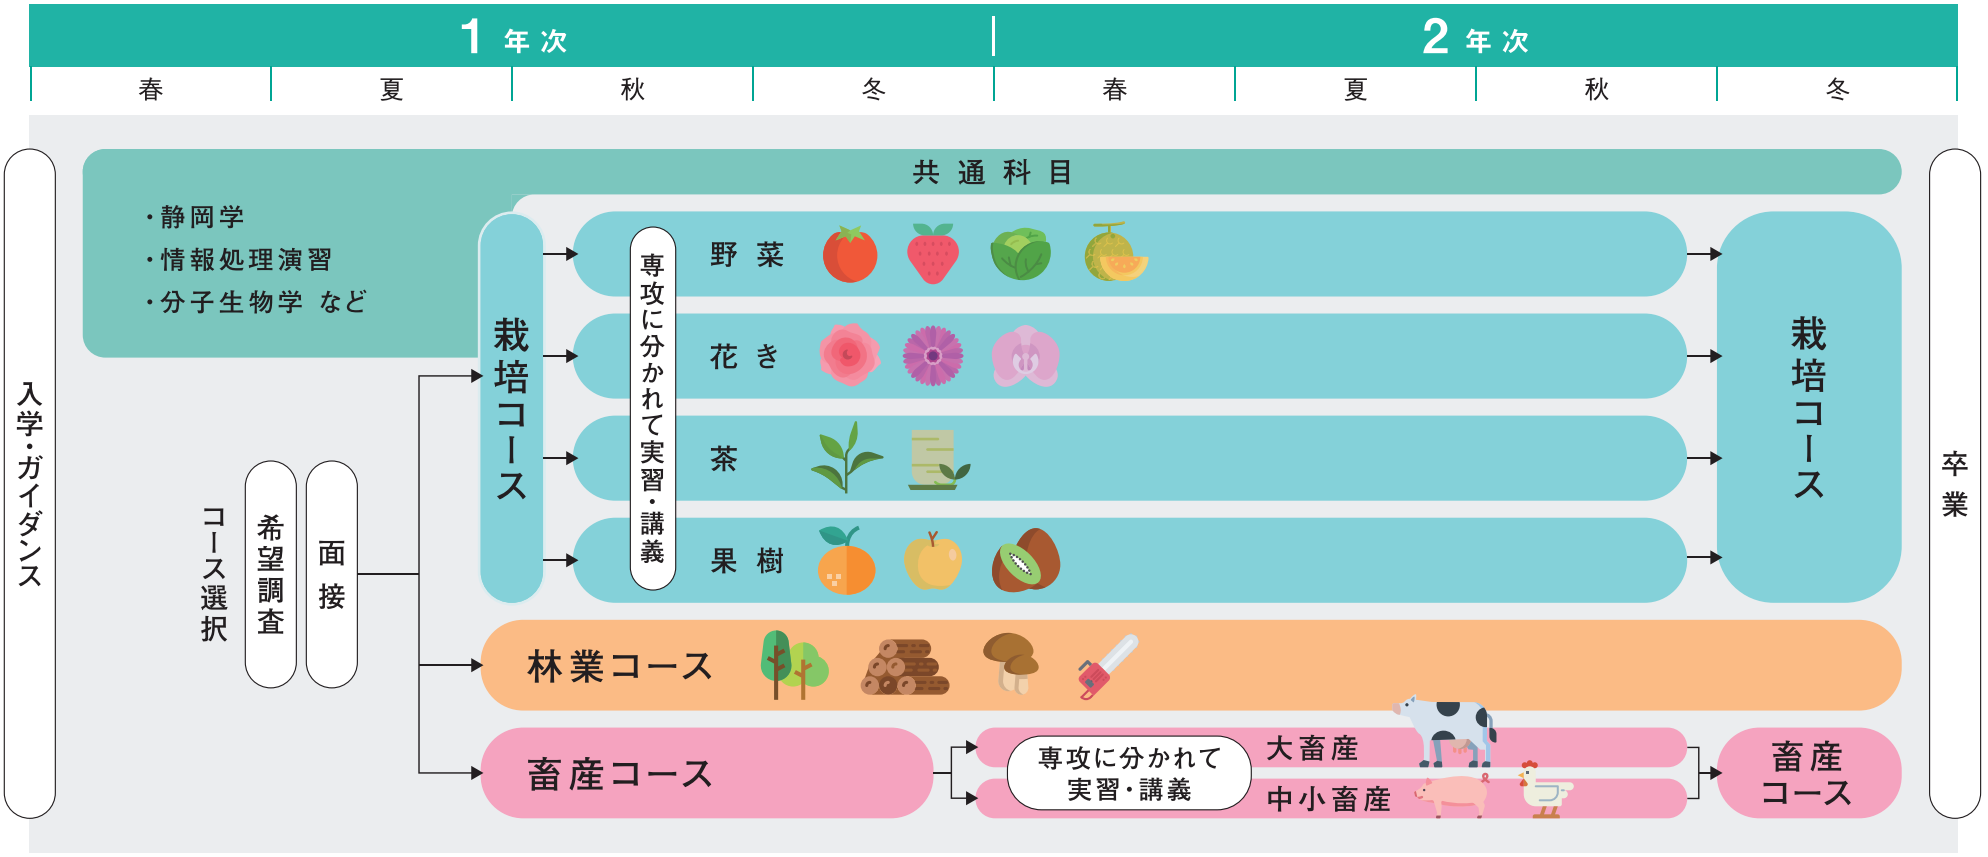 1年次
2年次
春
夏
秋
冬
春
夏
秋
冬
共通科目
・静岡学
・情報処理演習
・分子生物学 など
入学・ガイダンス
コース選択
希望調査
面接
栽培コース
専攻に分かれて実習・講義
野菜
花き
茶
果樹
栽培コース
林業コース
畜産コース
専攻に分かれて
実習・講義
大畜産
中小畜産
畜産
コース
卒業